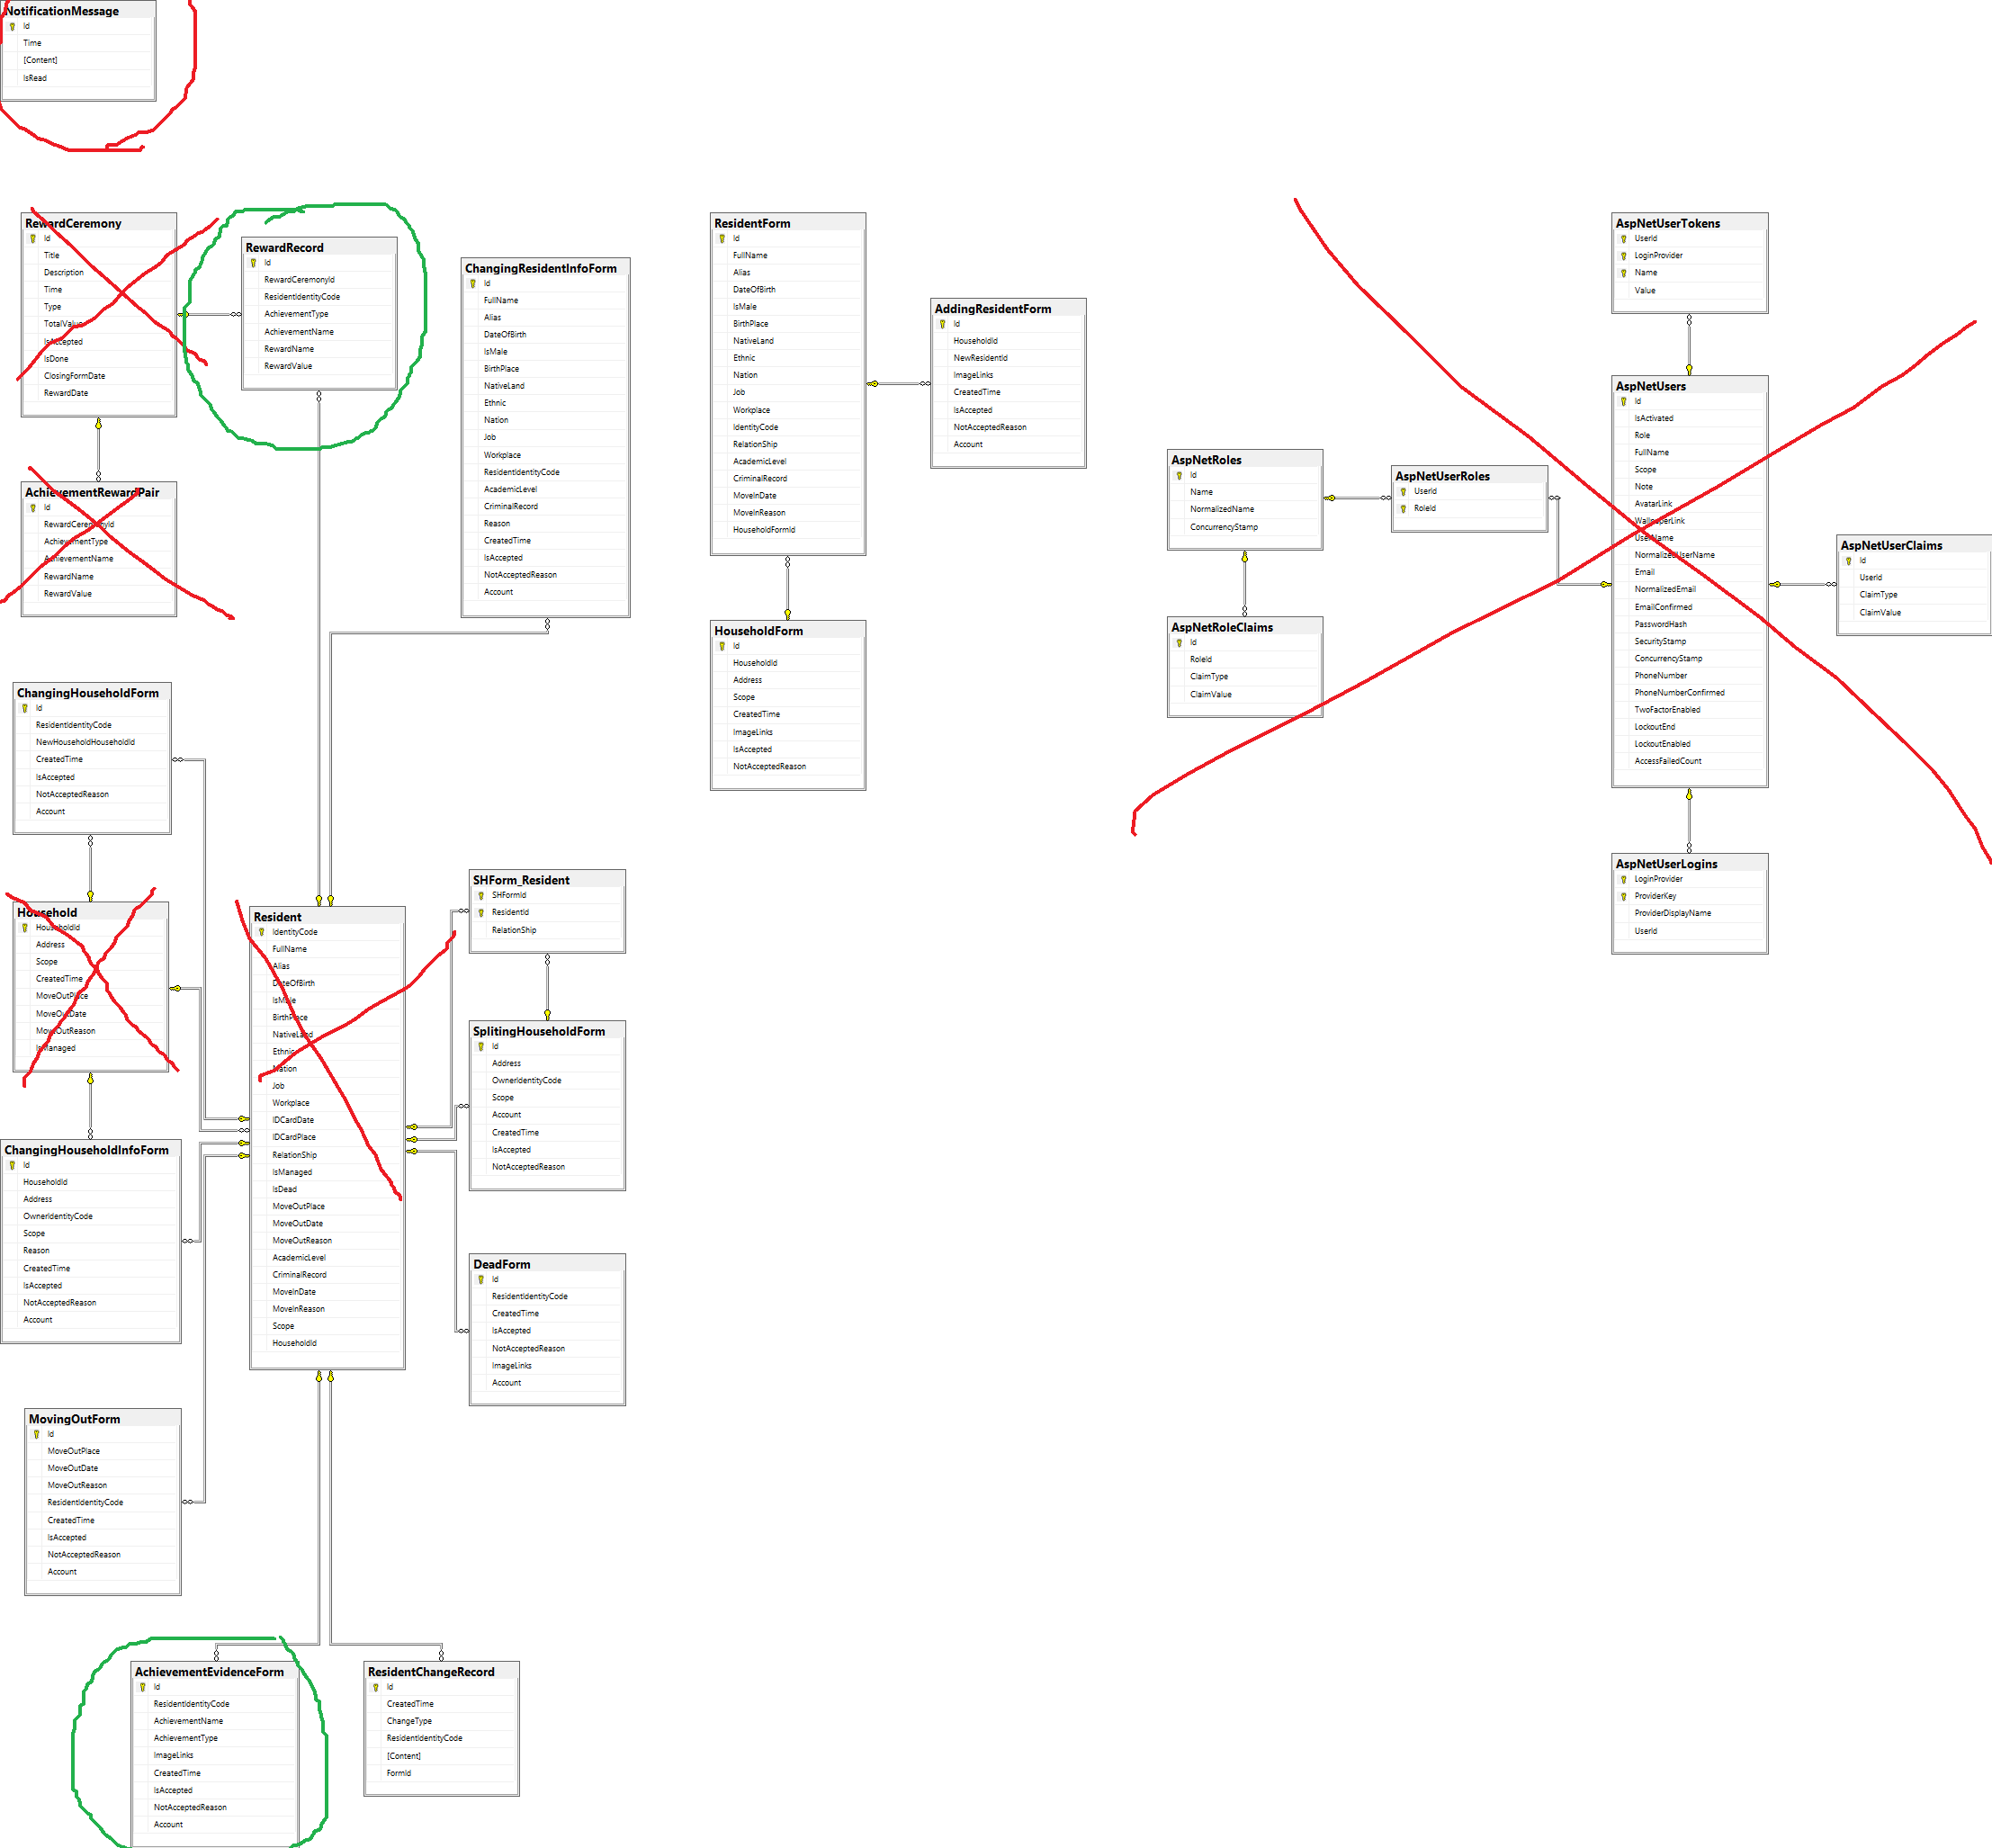 NotificationMessage
Id
Time
[Content]
IsRead
RewardCeremony
Id
Title
Description
Time
Type
TotalValue
IsAccepted
IsDone
ClosingFormDate
RewardDate
RewardRecord
Id
RewardCeremonyId
ResidentIdentityCode
AchievementType
AchievementName
RewardName
RewardValue
ChangingResidentInfoForm
Id
FullName
Alias
DateOfBirth
IsMale
BirthPlace
NativeLand
Ethnic
Nation
Job
Workplace
ResidentIdentityCode
AcademicLevel
CriminalRecord
Reason
CreatedTime
IsAccepted
NotAcceptedReason
Account
ResidentForm
Id
FullName
Alias
DateOfBirth
IsMale
BirthPlace
NativeLand
Ethnic
Nation
Job
Workplace
IdentityCode
RelationShip
AcademicLevel
CriminalRecord
MoveInDate
MoveInReason
HouseholdFormId
AddingResidentForm
Id
HouseholdId
NewResidentId
ImageLinks
CreatedTime
IsAccepted
NotAcceptedReason
Account
AspNetUserTokens
UserId
LoginProvider
Name
Value
AspNetUsers
Id
IsActivated
Role
FullName
Scope
Note
AvatarLink
WallpaperLink
UserName
NormalizedUserName
Email
NormalizedEmail
EmailConfirmed
PasswordHash
SecurityStamp
ConcurrencyStamp
PhoneNumber
PhoneNumberConfirmed
TwoFactorEnabled
LockoutEnd
LockoutEnabled
AccessFailedCount
AspNetRoles
Id
Name
NormalizedName
ConcurrencyStamp
AspNetUserRoles
UserId
RoleId
AspNetUserClaims
Id
UserId
ClaimType
ClaimValue
AspNetRoleClaims
Id
RoleId
ClaimType
ClaimValue
AchievementRewardPair
Id
RewardCeremonyId
AchievementType
AchievementName
RewardName
RewardValue
HouseholdForm
Id
HouseholdId
Address
Scope
CreatedTime
ImageLinks
IsAccepted
NotAcceptedReason
ChangingHouseholdForm
Id
ResidentIdentityCode
NewHouseholdHouseholdId
CreatedTime
IsAccepted
NotAcceptedReason
Account
AspNetUserLogins
LoginProvider
ProviderKey
ProviderDisplayName
UserId
Household
HouseholdId
Address
Scope
CreatedTime
MoveOutPlace
MoveOutDate
MoveOutReason
IsManaged
Resident
IdentityCode
FullName
Alias
DateOfBirth
IsMale
BirthPlace
NativeLand
Ethnic
Nation
Job
Workplace
IDCardDate
IDCardPlace
RelationShip
IsManaged
IsDead
MoveOutPlace
MoveOutDate
MoveOutReason
AcademicLevel
CriminalRecord
MoveInDate
MoveInReason
Scope
HouseholdId
SHForm_Resident
SHFormId
ResidentId
RelationShip
SplitingHouseholdForm
Id
Address
OwnerIdentityCode
Scope
Account
CreatedTime
IsAccepted
NotAcceptedReason
ChangingHouseholdInfoForm
Id
HouseholdId
Address
OwnerIdentityCode
Scope
Reason
CreatedTime
IsAccepted
NotAcceptedReason
Account
DeadForm
Id
ResidentIdentityCode
CreatedTime
IsAccepted
NotAcceptedReason
ImageLinks
Account
MovingOutForm
Id
MoveOutPlace
MoveOutDate
MoveOutReason
ResidentIdentityCode
CreatedTime
IsAccepted
NotAcceptedReason
Account
AchievementEvidenceForm
Id
ResidentIdentityCode
AchievementName
AchievementType
ImageLinks
CreatedTime
IsAccepted
NotAcceptedReason
Account
ResidentChangeRecord
Id
CreatedTime
ChangeType
ResidentIdentityCode
[Content]
FormId